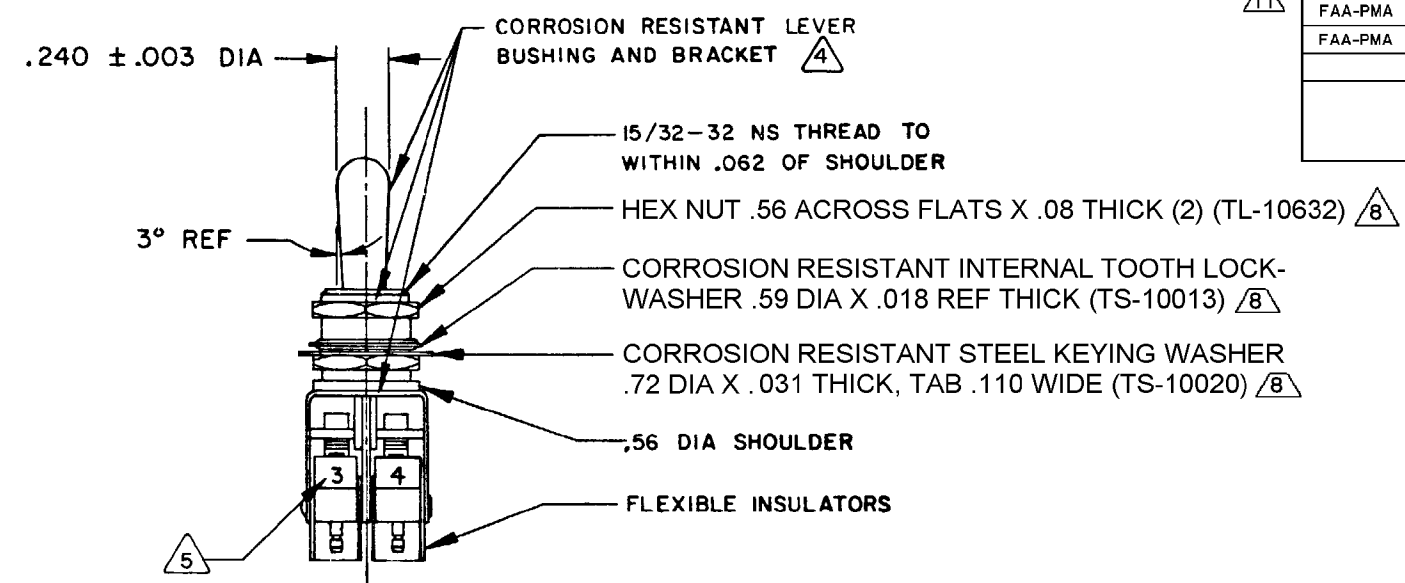 11
FAA-PMA
FAA-PMA
CORROSION RESISTANT LEVER
BUSHING AND BRACKET 4
.240 ±.003 DIA
15/32-32 NS THREAD TO
WITHIN .062 OF SHOULDER
HEX NUT .56 ACROSS FLATS X .08 THICK (2) (TL-10632) 8
3° REF
CORROSION RESISTANT INTERNAL TOOTH LOCK-
WASHER .59 DIA X .018 REF THICK (TS-10013) 8
CORROSION RESISTANT STEEL KEYING WASHER
.72 DIA X .031 THICK, TAB .110 WIDE (TS-10020) 8
.56 DIA SHOULDER
3 4
FLEXIBLE INSULATORS
5